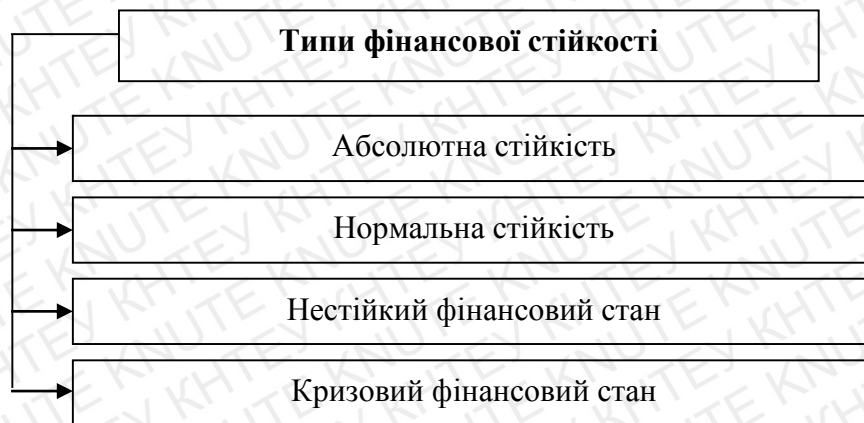 Типи фінансової стійкості
Абсолютна стійкість
Нормальна стійкість
Нестійкий фінансовий стан
Кризовий фінансовий стан